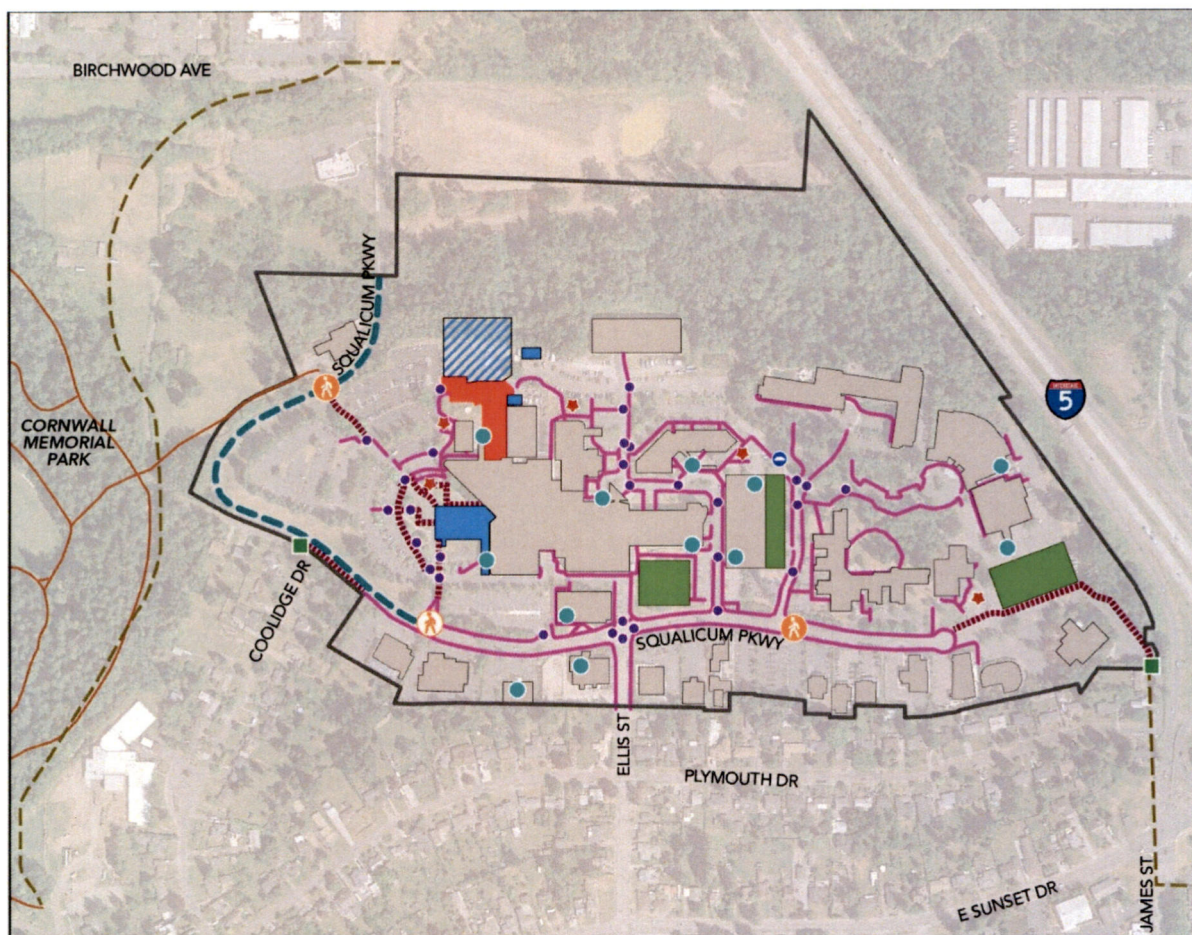 BIRCHWOOD AVE
SQUALICUM PKWY
INTERSTATE
5
CORNWALL
MEMORIAL
PARK
COOLIDGE DR
SQUALICUM PKWY
ELLIS ST
PLYMOUTH DR
E SUNSET DR
JAMES ST